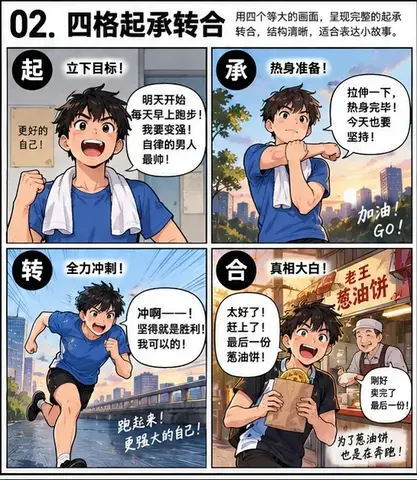 02. 四格起承转合
用四个等大的画面，呈现完整的起承
转合，结构清晰，适合表达小故事。
起
立下目标！
更好的
自己！
明天开始
每天早上跑步！
我要变强！
自律的男人
最帅！
承
热身准备！
拉伸一下，
热身完毕！
今天也要
坚持！
加油！
GO！
转
全力冲刺！
冲啊——！
坚得就是胜利！
我可以的！
跑起来！
更强大的自己！
合
真相大白！
老王
葱油饼
太好了！
赶上了！
最后一份
葱油饼！
刚好
卖完了
最后一份！
为了葱油饼，
也是在奔跑！